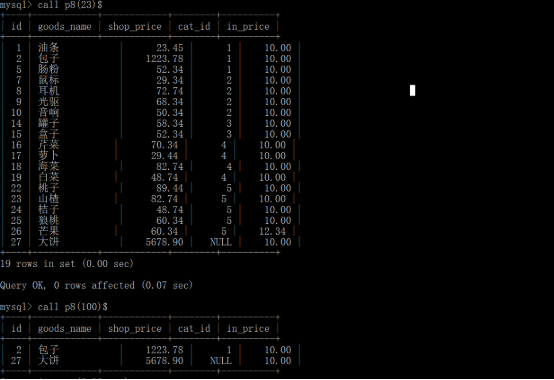 mysql> call p8(23)$
| id | goods_name | shop_price | cat_id | in_price |
| 1 | 油条 | 23.45 | 1 | 10.00 |
| 2 | 包子 | 1223.78 | 1 | 10.00 |
| 5 | 肠粉 | 52.34 | 1 | 10.00 |
| 7 | 鼠标 | 29.34 | 2 | 10.00 |
| 8 | 耳机 | 72.74 | 2 | 10.00 |
| 9 | 光驱 | 68.34 | 2 | 10.00 |
| 10 | 音响 | 50.34 | 2 | 10.00 |
| 14 | 罐子 | 58.34 | 3 | 10.00 |
| 15 | 盒子 | 52.34 | 3 | 10.00 |
| 16 | 芹菜 | 70.34 | 4 | 10.00 |
| 17 | 萝卜 | 29.44 | 4 | 10.00 |
| 18 | 海菜 | 82.74 | 4 | 10.00 |
| 19 | 白菜 | 48.74 | 4 | 10.00 |
| 22 | 桃子 | 89.44 | 5 | 10.00 |
| 23 | 山楂 | 82.74 | 5 | 10.00 |
| 24 | 桔子 | 48.74 | 5 | 10.00 |
| 25 | 狼桃 | 60.34 | 5 | 10.00 |
| 26 | 芒果 | 60.34 | 5 | 12.34 |
| 27 | 大饼 | 5678.90 | NULL | 10.00 |
19 rows in set (0.00 sec)
Query OK, 0 rows affected (0.07 sec)
mysql> call p8(100)$
| id | goods_name | shop_price | cat_id | in_price |
| 2 | 包子 | 1223.78 | 1 | 10.00 |
| 27 | 大饼 | 5678.90 | NULL | 10.00 |